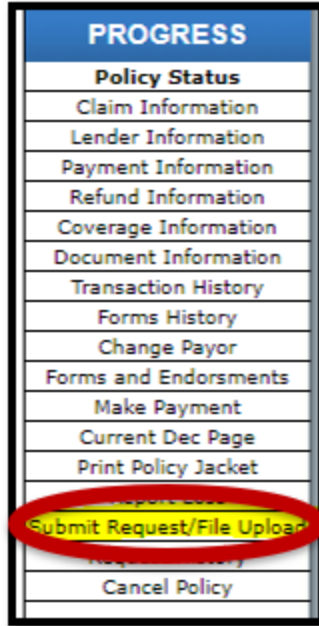 PROGRESS
Policy Status
Claim Information
Lender Information
Payment Information
Refund Information
Coverage Information
Document Information
Transaction History
Forms History
Change Payor
Forms and Endorsments
Make Payment
Current Dec Page
Print Policy Jacket
Submit Request/File Upload
Cancel Policy